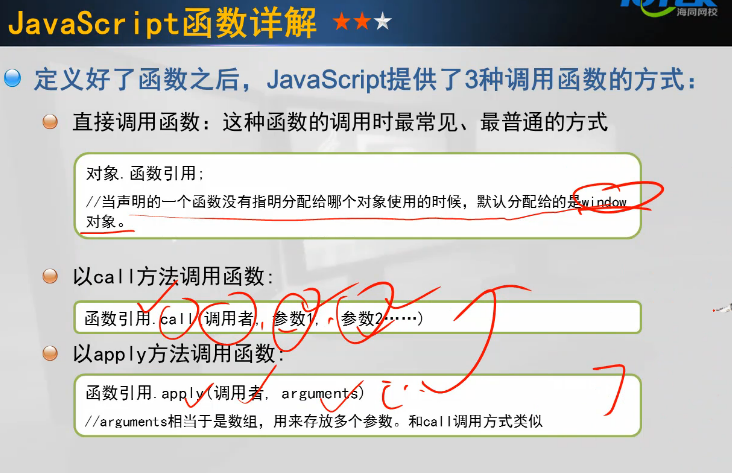 JavaScript函数详解 ★★★
海同网校
定义好了函数之后，JavaScript提供了3种调用函数的方式：
直接调用函数：这种函数的调用时最常见、最普通的方式
对象.函数引用;
//当声明的一个函数没有指明分配给哪个对象使用的时候，默认分配给的是window
对象。
以call方法调用函数：
函数引用.call(调用者, 参数1, 参数2……)
以apply方法调用函数：
函数引用.apply(调用者, arguments)
//arguments相当于是数组，用来存放多个参数。和call调用方式类似